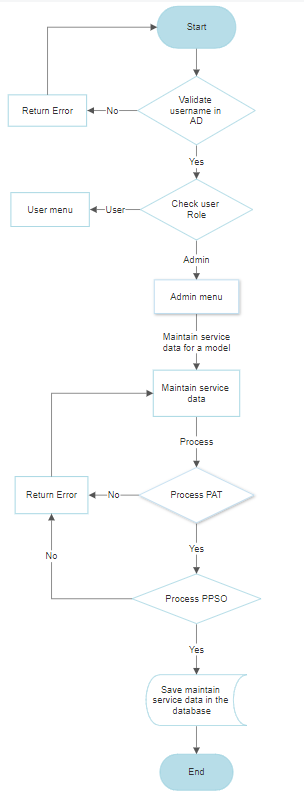 Start
Validate
username in
AD
No
Return Error
Yes
Check user
Role
User
User menu
Admin
Admin menu
Maintain service
data for a model
Maintain service
data
Process
Process PAT
No
Return Error
Yes
Process PPSO
No
Yes
Save maintain
service data in the
database
End